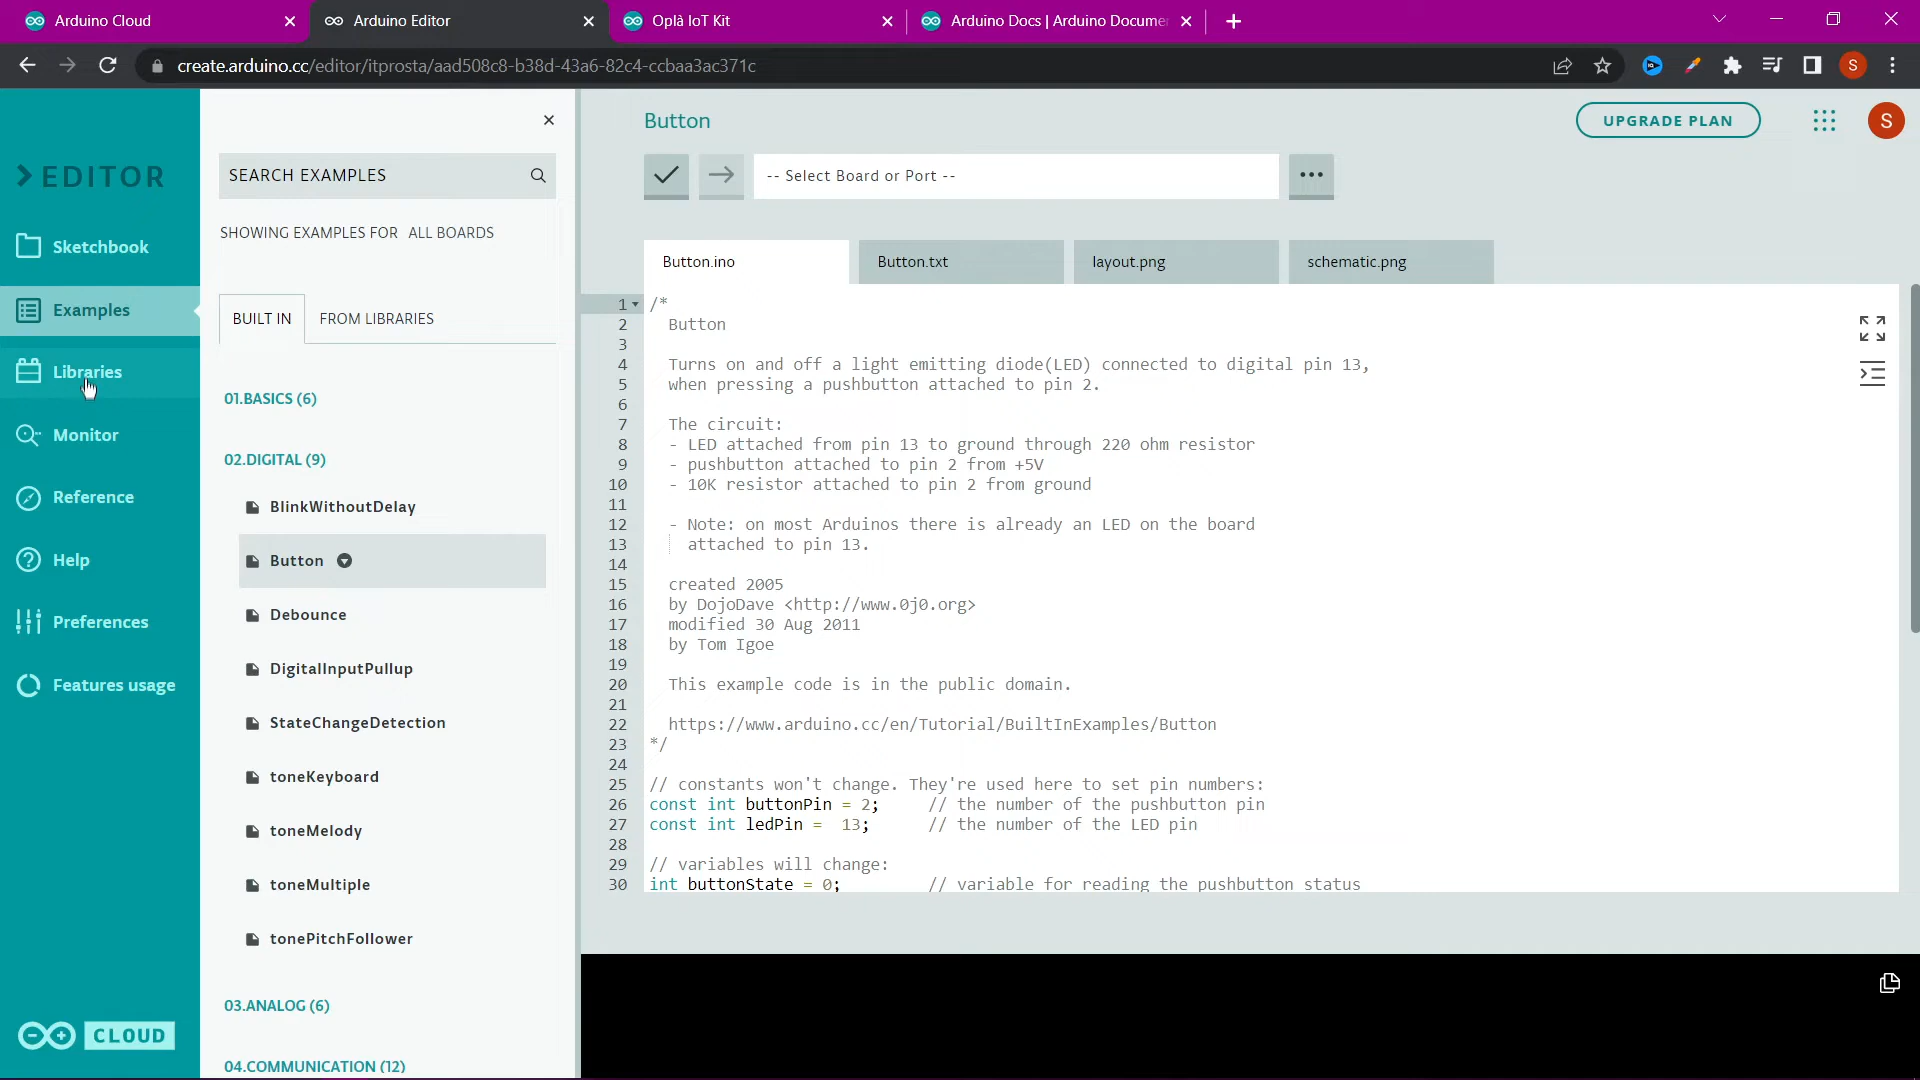 Arduino Cloud
Arduino Editor
Oplà IoT Kit
Arduino Docs | Arduino Docume
create.arduino.cc/editor/itprosta/aad508c8-b38d-43a6-82c4-ccbaa3ac371c
S
EDITOR
Sketchbook
Examples
Libraries
Monitor
Reference
Help
Preferences
Features usage
CLOUD
SEARCH EXAMPLES
SHOWING EXAMPLES FOR ALL BOARDS
BUILT IN
FROM LIBRARIES
01.BASICS (6)
02.DIGITAL (9)
BlinkWithoutDelay
Button
Debounce
DigitalInputPullup
StateChangeDetection
toneKeyboard
toneMelody
toneMultiple
tonePitchFollower
03.ANALOG (6)
04.COMMUNICATION (12)
Button
UPGRADE PLAN
S
-- Select Board or Port --
Button.ino
Button.txt
layout.png
schematic.png
1 /*
2 Button
3
4 Turns on and off a light emitting diode(LED) connected to digital pin 13,
5 when pressing a pushbutton attached to pin 2.
6
7 The circuit:
8 - LED attached from pin 13 to ground through 220 ohm resistor
9 - pushbutton attached to pin 2 from +5V
10 - 10K resistor attached to pin 2 from ground
11
12 - Note: on most Arduinos there is already an LED on the board
13 attached to pin 13.
14
15 created 2005
16 by DojoDave <http://www.0j0.org>
17 modified 30 Aug 2011
18 by Tom Igoe
19
20 This example code is in the public domain.
21
22 https://www.arduino.cc/en/Tutorial/BuiltInExamples/Button
23 */
24
25 // constants won't change. They're used here to set pin numbers:
26 const int buttonPin = 2; // the number of the pushbutton pin
27 const int ledPin = 13; // the number of the LED pin
28
29 // variables will change:
30 int buttonState = 0; // variable for reading the pushbutton status